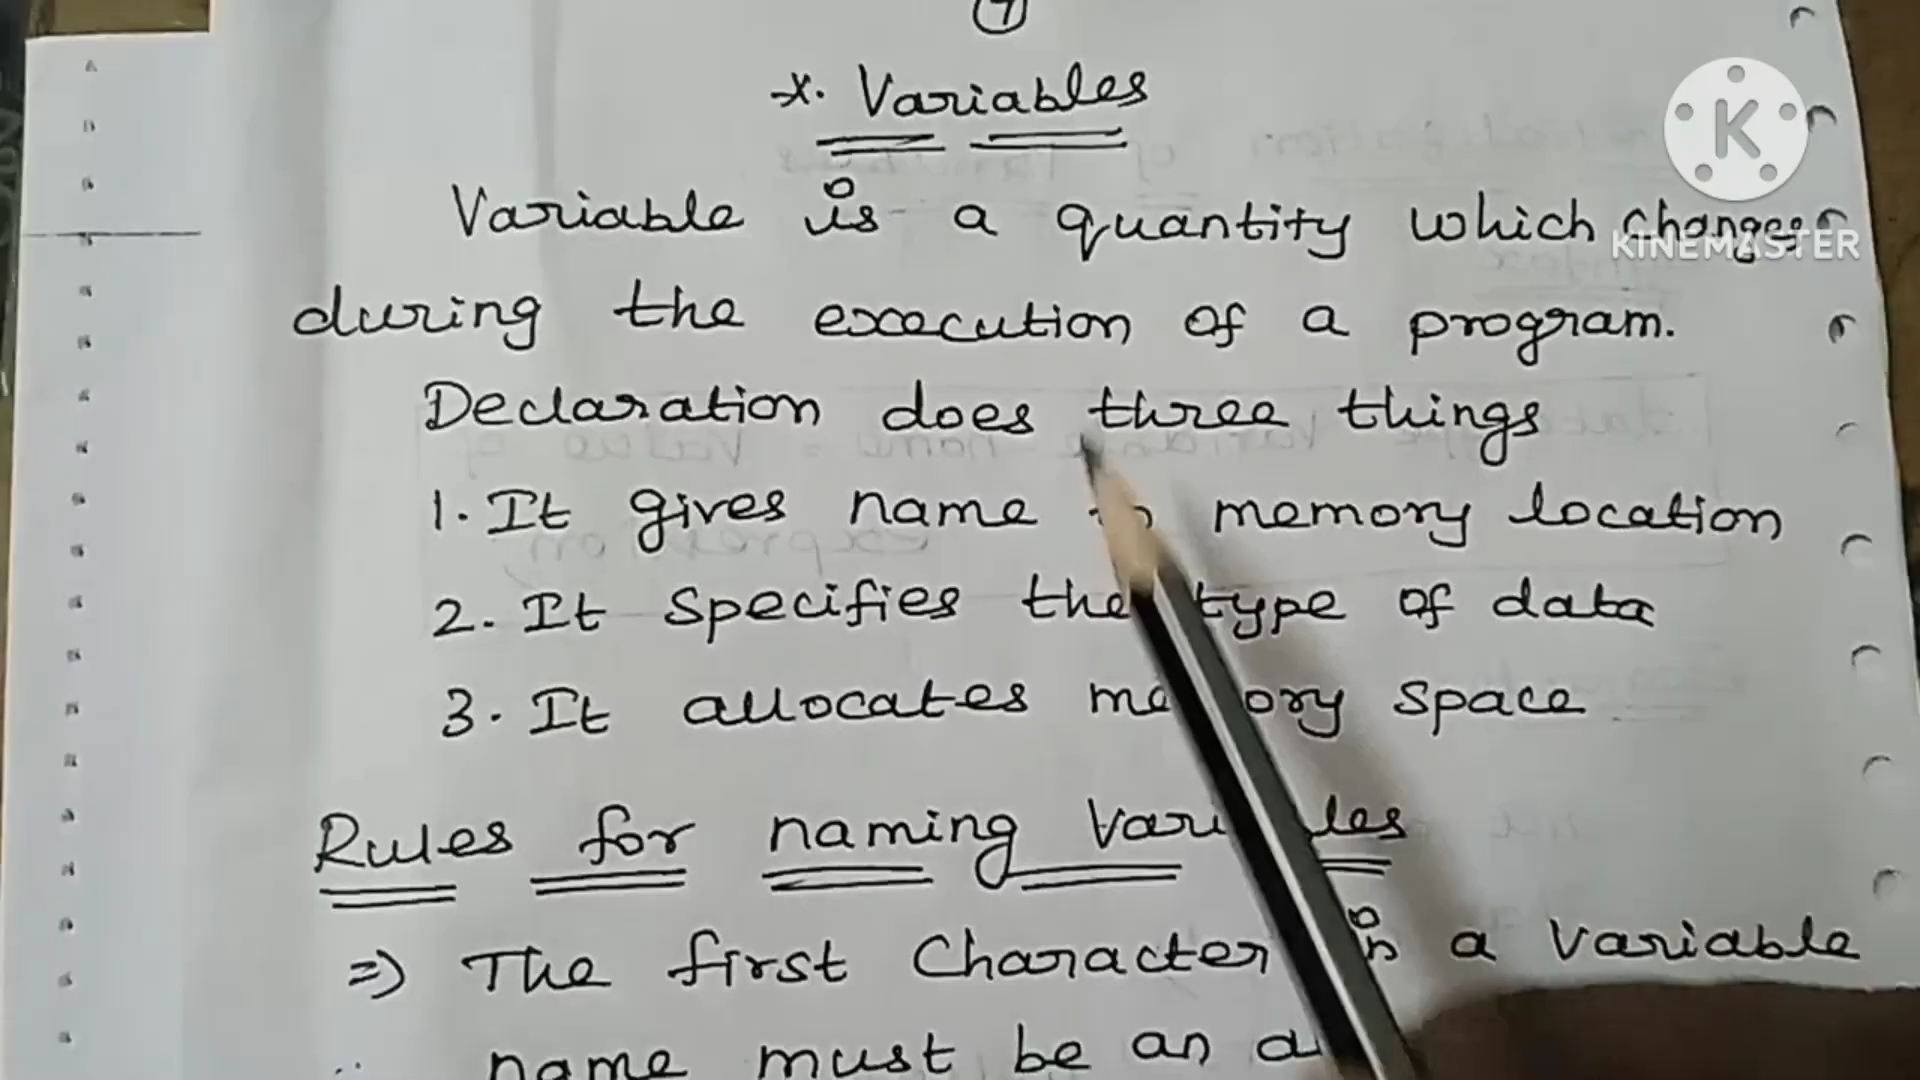 7
* Variables
Variable is a quantity which changes
during the execution of a program.
Declaration does three things
1. It gives name memory location
2. It specifies the type of data
3. It allocates memory space
Rules for naming Variables
=> The first Character in a variable
name must be an
K
KINEMASTER